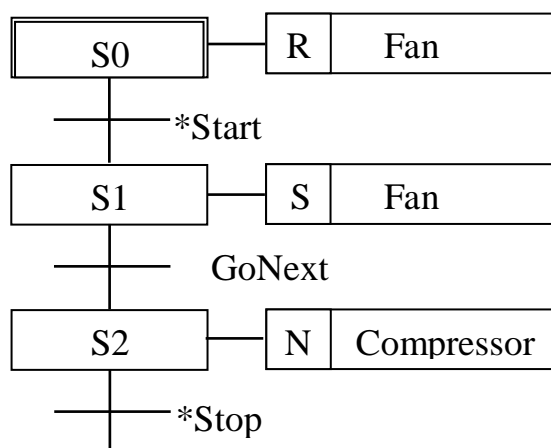 S0 R Fan
*Start
S1 S Fan
GoNext
S2 N Compressor
*Stop